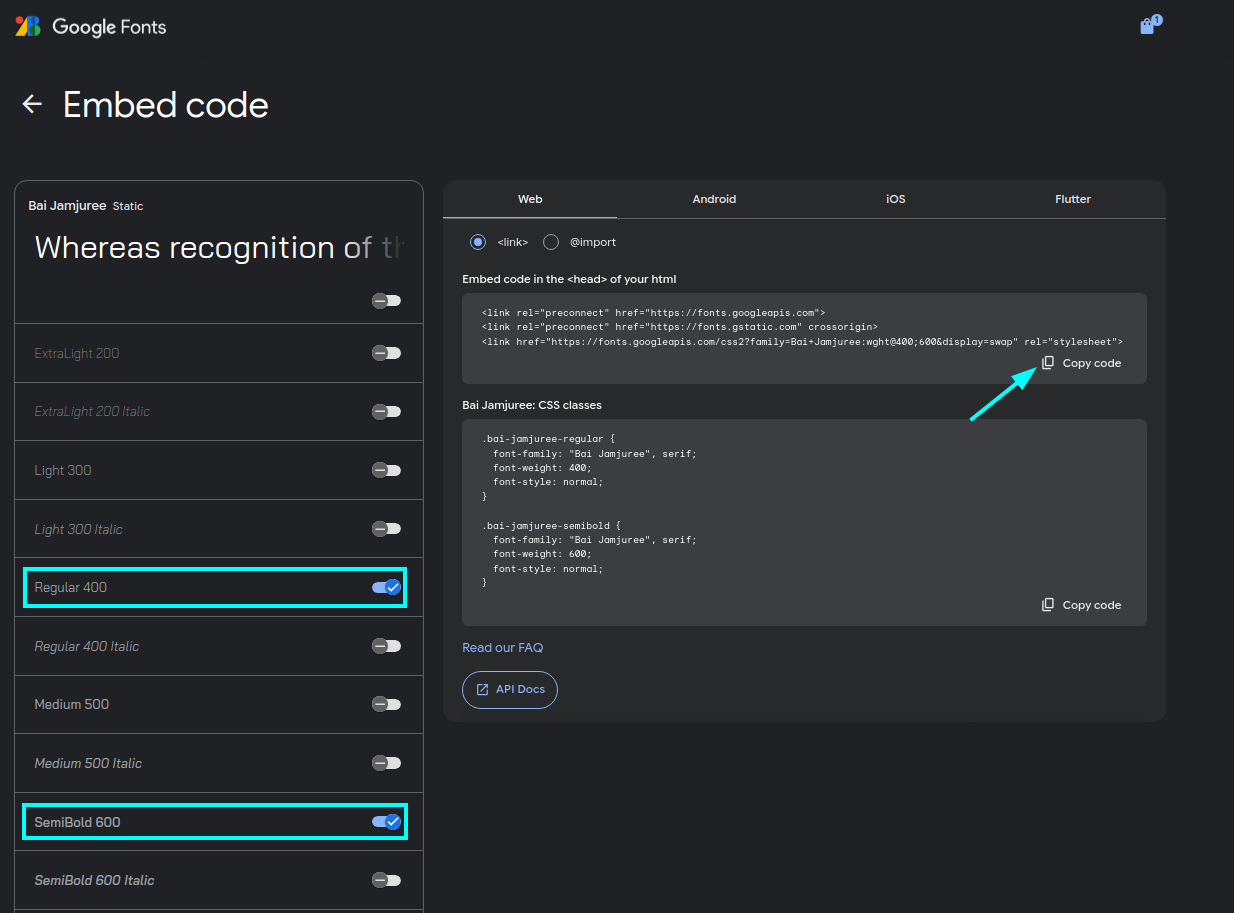 Google Fonts
1
Embed code
Bai Jamjuree Static
Whereas recognition of th
ExtraLight 200
ExtraLight 200 Italic
Light 300
Light 300 Italic
Regular 400
Regular 400 Italic
Medium 500
Medium 500 Italic
SemiBold 600
SemiBold 600 Italic
Web Android iOS Flutter
<link> @import
Embed code in the <head> of your html
<link rel="preconnect" href="https://fonts.googleapis.com">
<link rel="preconnect" href="https://fonts.gstatic.com" crossorigin>
<link href="https://fonts.googleapis.com/css2?family=Bai+Jamjuree:wght@400;600&display=swap" rel="stylesheet">
Copy code
Bai Jamjuree: CSS classes
.bai-jamjuree-regular {
  font-family: "Bai Jamjuree", serif;
  font-weight: 400;
  font-style: normal;
}
.bai-jamjuree-semibold {
  font-family: "Bai Jamjuree", serif;
  font-weight: 600;
  font-style: normal;
}
Copy code
Read our FAQ
API Docs